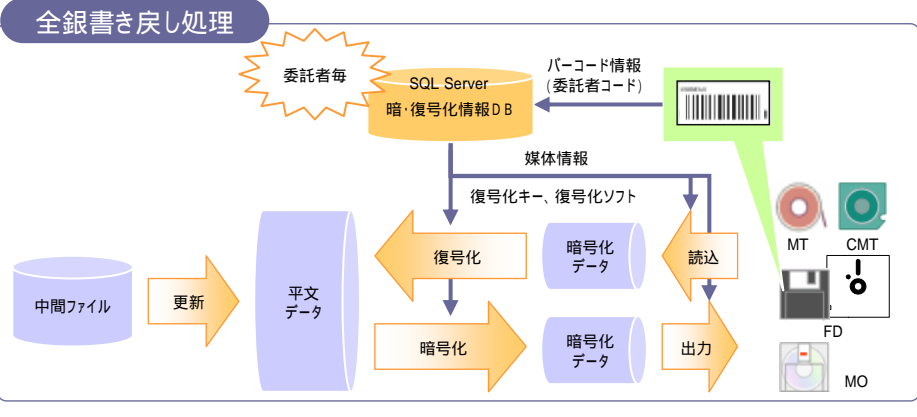 全銀書き戻し処理
委託者毎
SQL Server
暗・復号化情報DB
バーコード情報
(委託者コード)
媒体情報
復号化キー、復号化ソフト
MT
CMT
復号化
暗号化
データ
読込
中間ファイル
更新
平文
データ
FD
暗号化
暗号化
データ
出力
MO